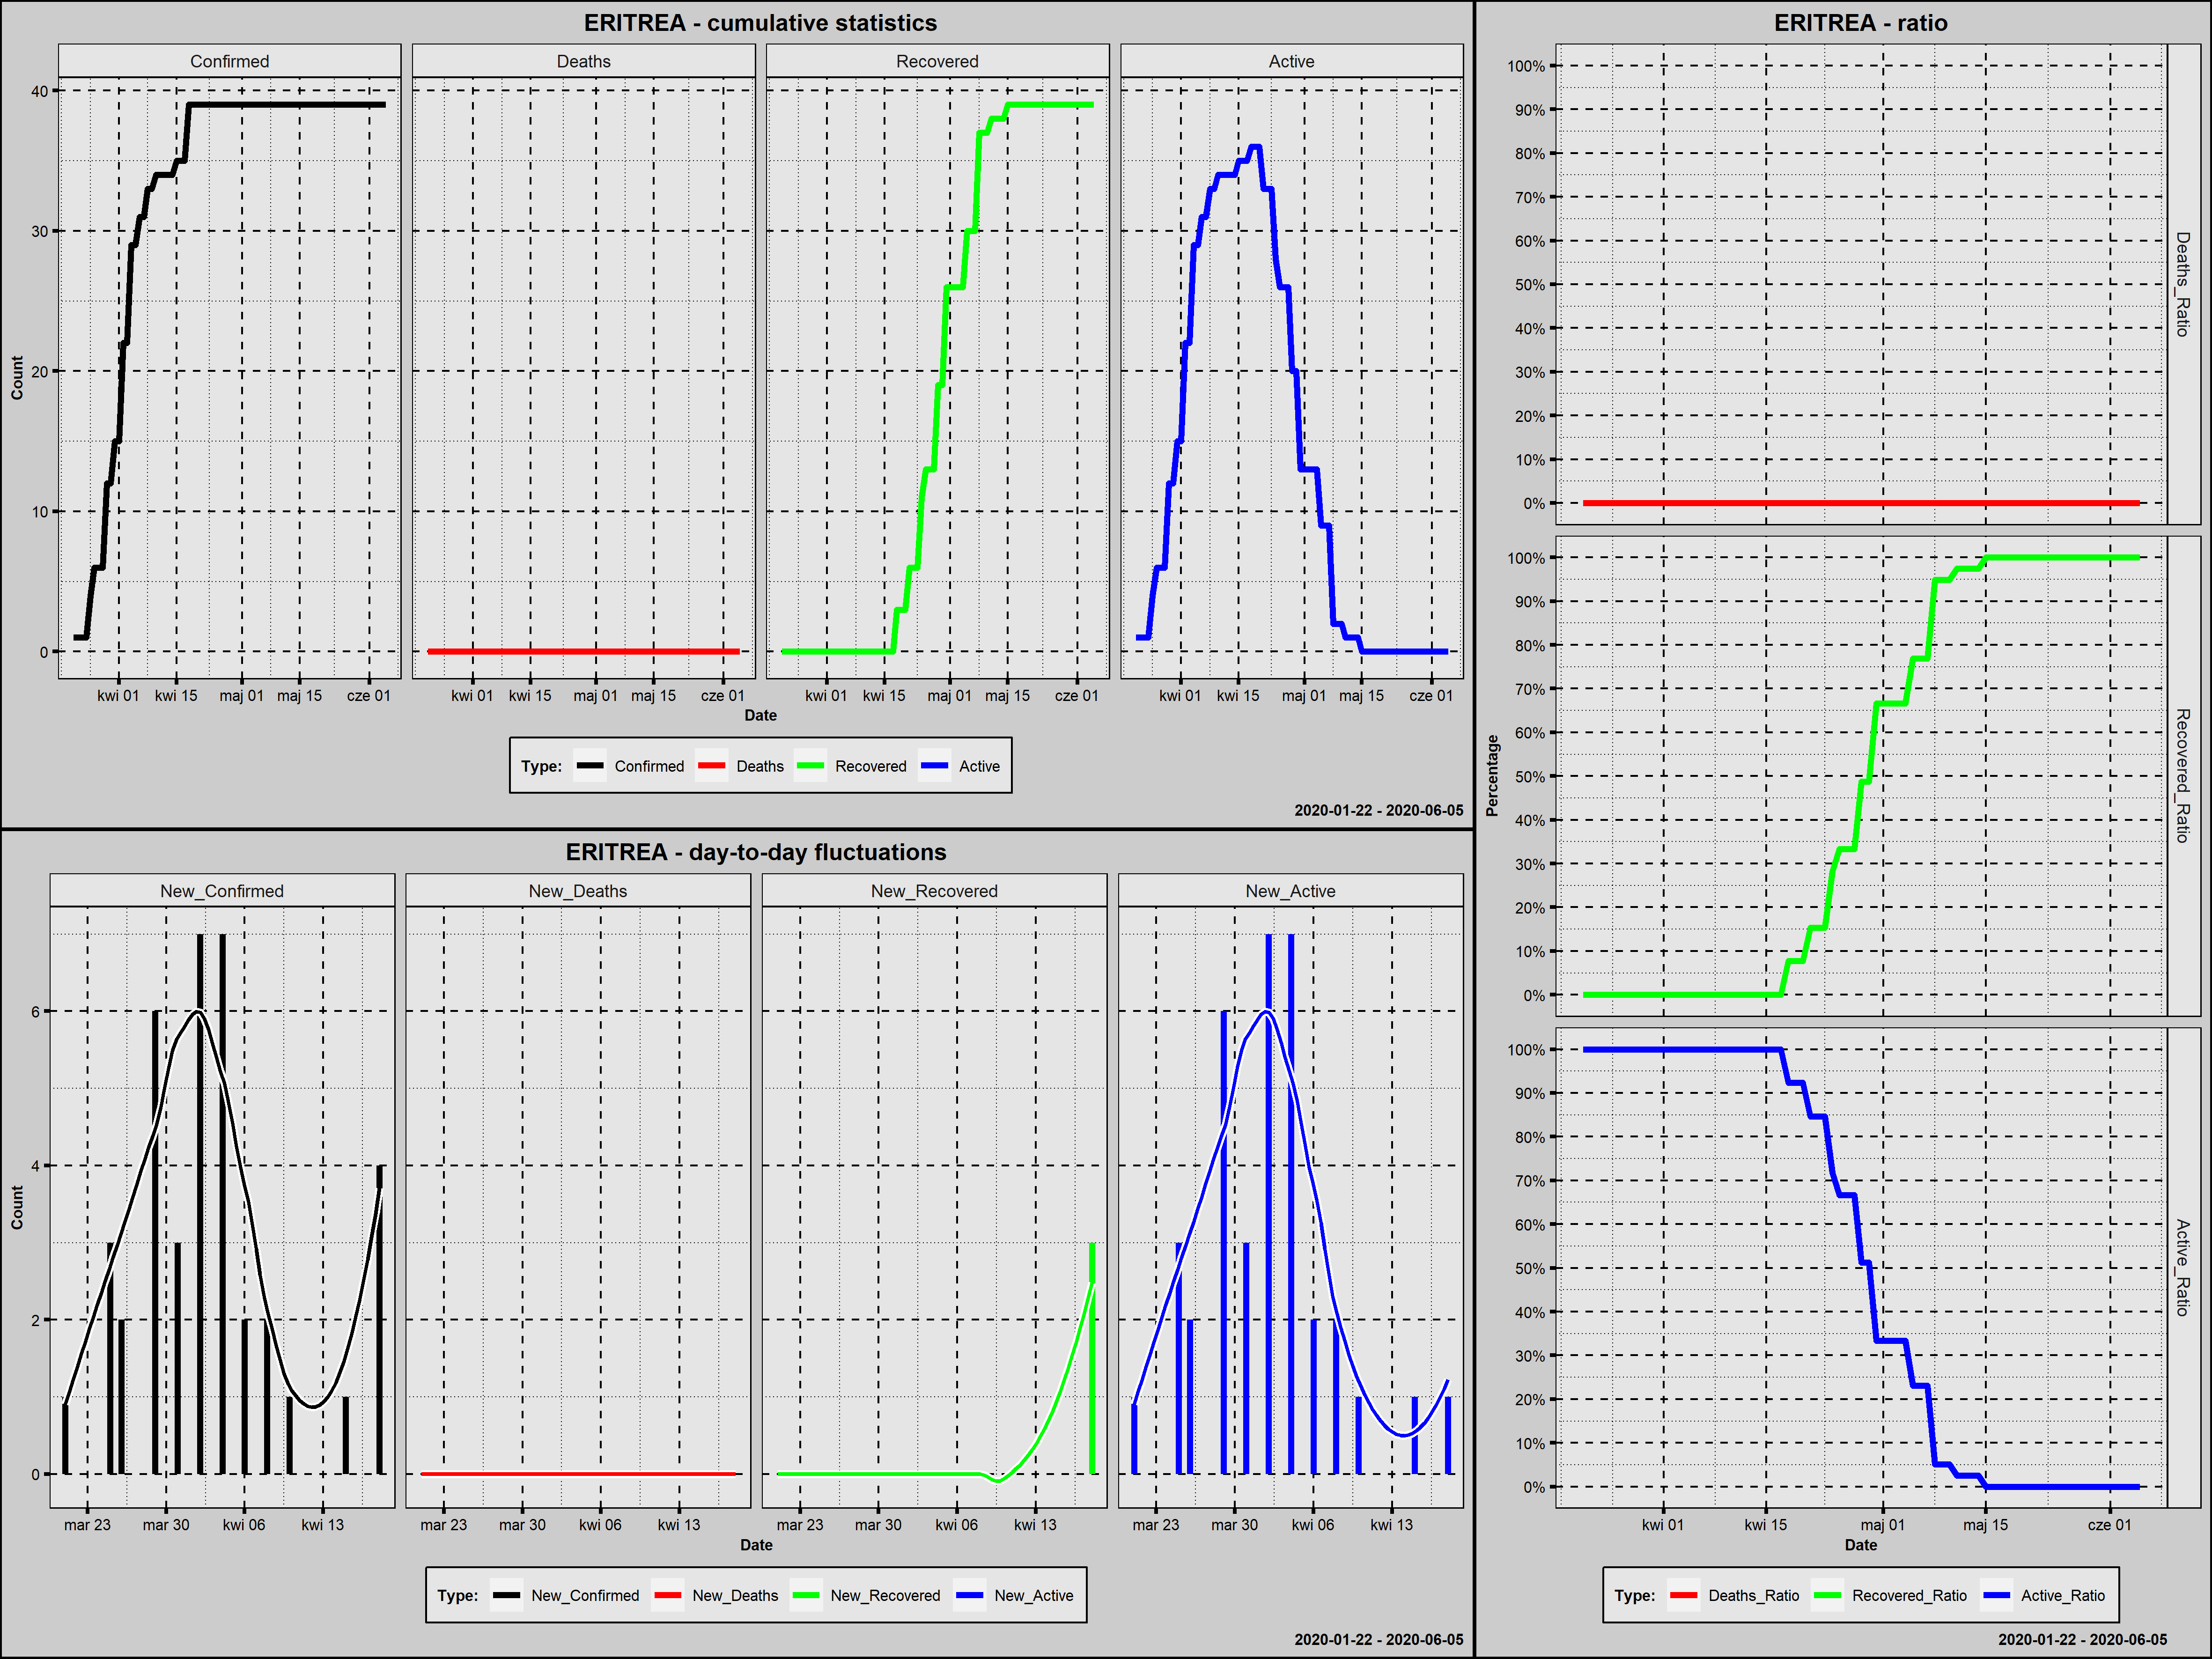 ERITREA - cumulative statistics
Confirmed Deaths Recovered Active
40
30
20
10
0
Count
kwi 01 kwi 15 maj 01 maj 15 cze 01 kwi 01 kwi 15 maj 01 maj 15 cze 01 kwi 01 kwi 15 maj 01 maj 15 cze 01 kwi 01 kwi 15 maj 01 maj 15 cze 01
Date
Type: Confirmed Deaths Recovered Active
2020-01-22 - 2020-06-05
ERITREA - day-to-day fluctuations
New_Confirmed New_Deaths New_Recovered New_Active
6
4
2
0
Count
mar 23 mar 30 kwi 06 kwi 13 mar 23 mar 30 kwi 06 kwi 13 mar 23 mar 30 kwi 06 kwi 13 mar 23 mar 30 kwi 06 kwi 13
Date
Type: New_Confirmed New_Deaths New_Recovered New_Active
2020-01-22 - 2020-06-05
ERITREA - ratio
100%
90%
80%
70%
60%
50%
40%
30%
20%
10%
0%
Deaths_Ratio
100%
90%
80%
70%
60%
50%
40%
30%
20%
10%
0%
Recovered_Ratio
Percentage
100%
90%
80%
70%
60%
50%
40%
30%
20%
10%
0%
Active_Ratio
kwi 01 kwi 15 maj 01 maj 15 cze 01
Date
Type: Deaths_Ratio Recovered_Ratio Active_Ratio
2020-01-22 - 2020-06-05